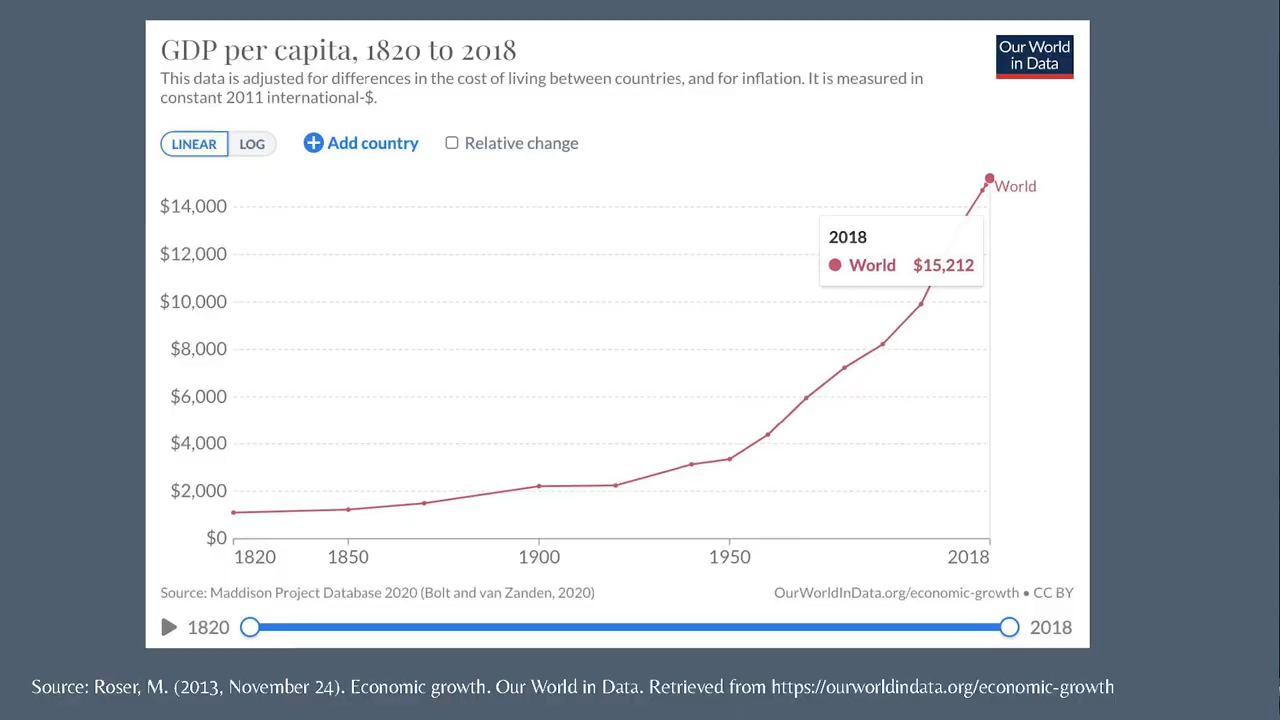 GDP per capita, 1820 to 2018
Our World
in Data
This data is adjusted for differences in the cost of living between countries, and for inflation. It is measured in
constant 2011 international-$.
LINEAR LOG Add country Relative change
World
$14,000
2018
$12,000
World $15,212
$10,000
$8,000
$6,000
$4,000
$2,000
$0
1820 1850 1900 1950 2018
Source: Maddison Project Database 2020 (Bolt and van Zanden, 2020) OurWorldInData.org/economic-growth • CC BY
1820 2018
Source: Roser, M. (2013, November 24). Economic growth. Our World in Data. Retrieved from https://ourworldindata.org/economic-growth